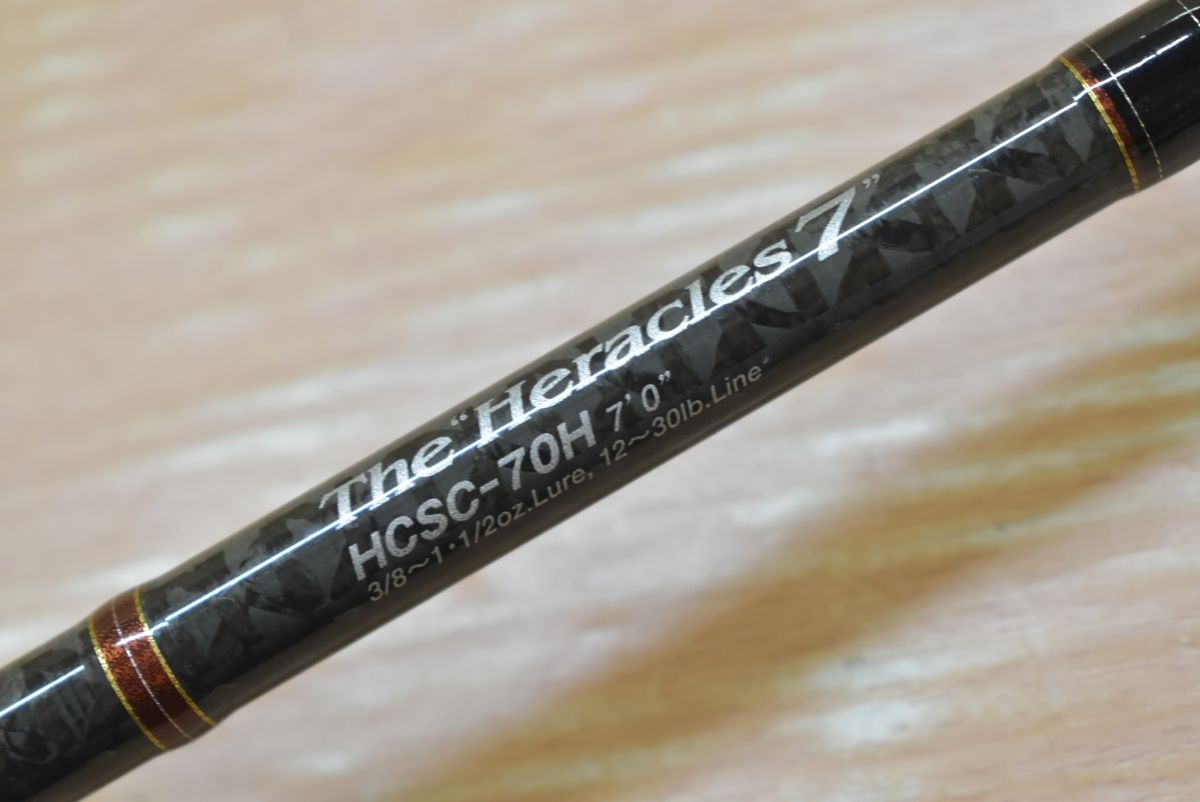 The “Heracles 7”
HCSC-70H 7’0”
3/8～1・1/2oz.Lure, 12～30lb.Line